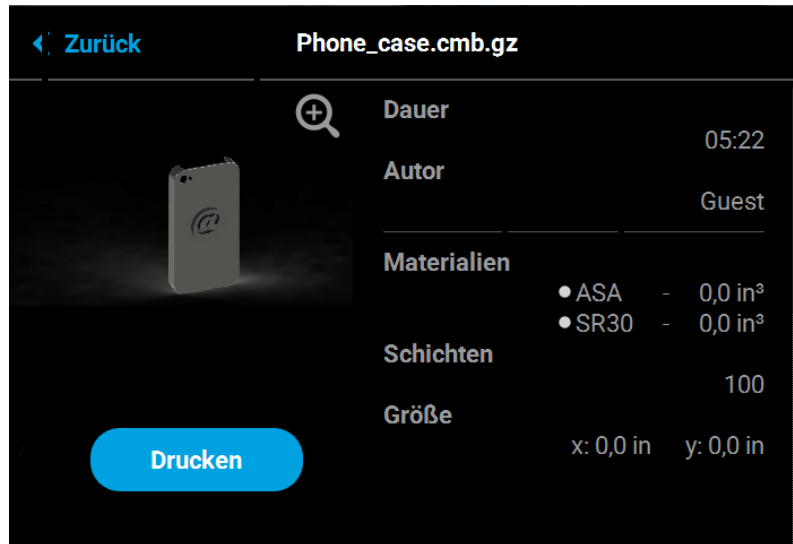 Zurück
Phone_case.cmb.gz
Dauer
05:22
Autor
Guest
Materialien
ASA - 0,0 in³
SR30 - 0,0 in³
Schichten
100
Größe
x: 0,0 in y: 0,0 in
Drucken
@